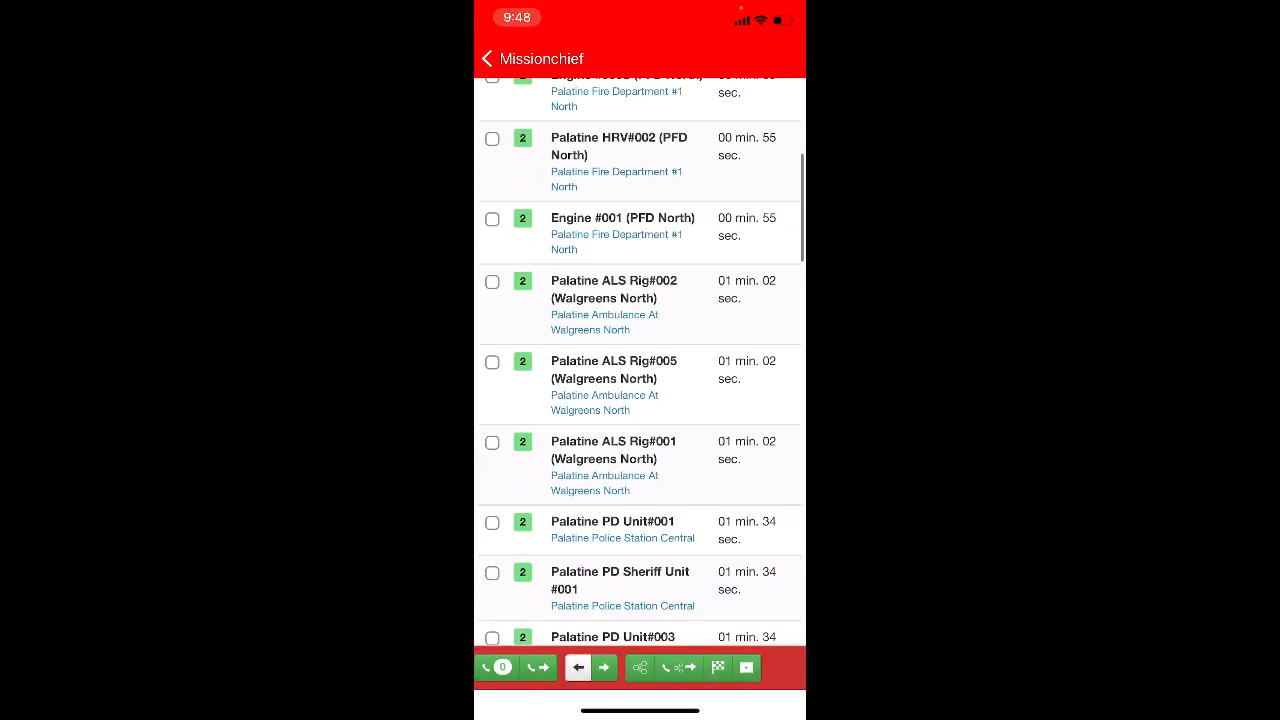 9:48
Missionchief
Palatine Fire Department #1
North
sec.
2
Palatine HRV#002 (PFD
North)
Palatine Fire Department #1
North
00 min. 55
sec.
2
Engine #001 (PFD North)
Palatine Fire Department #1
North
00 min. 55
sec.
2
Palatine ALS Rig#002
(Walgreens North)
Palatine Ambulance At
Walgreens North
01 min. 02
sec.
2
Palatine ALS Rig#005
(Walgreens North)
Palatine Ambulance At
Walgreens North
01 min. 02
sec.
2
Palatine ALS Rig#001
(Walgreens North)
Palatine Ambulance At
Walgreens North
01 min. 02
sec.
2
Palatine PD Unit#001
Palatine Police Station Central
01 min. 34
sec.
2
Palatine PD Sheriff Unit
#001
Palatine Police Station Central
01 min. 34
sec.
2
Palatine PD Unit#003
01 min. 34
0